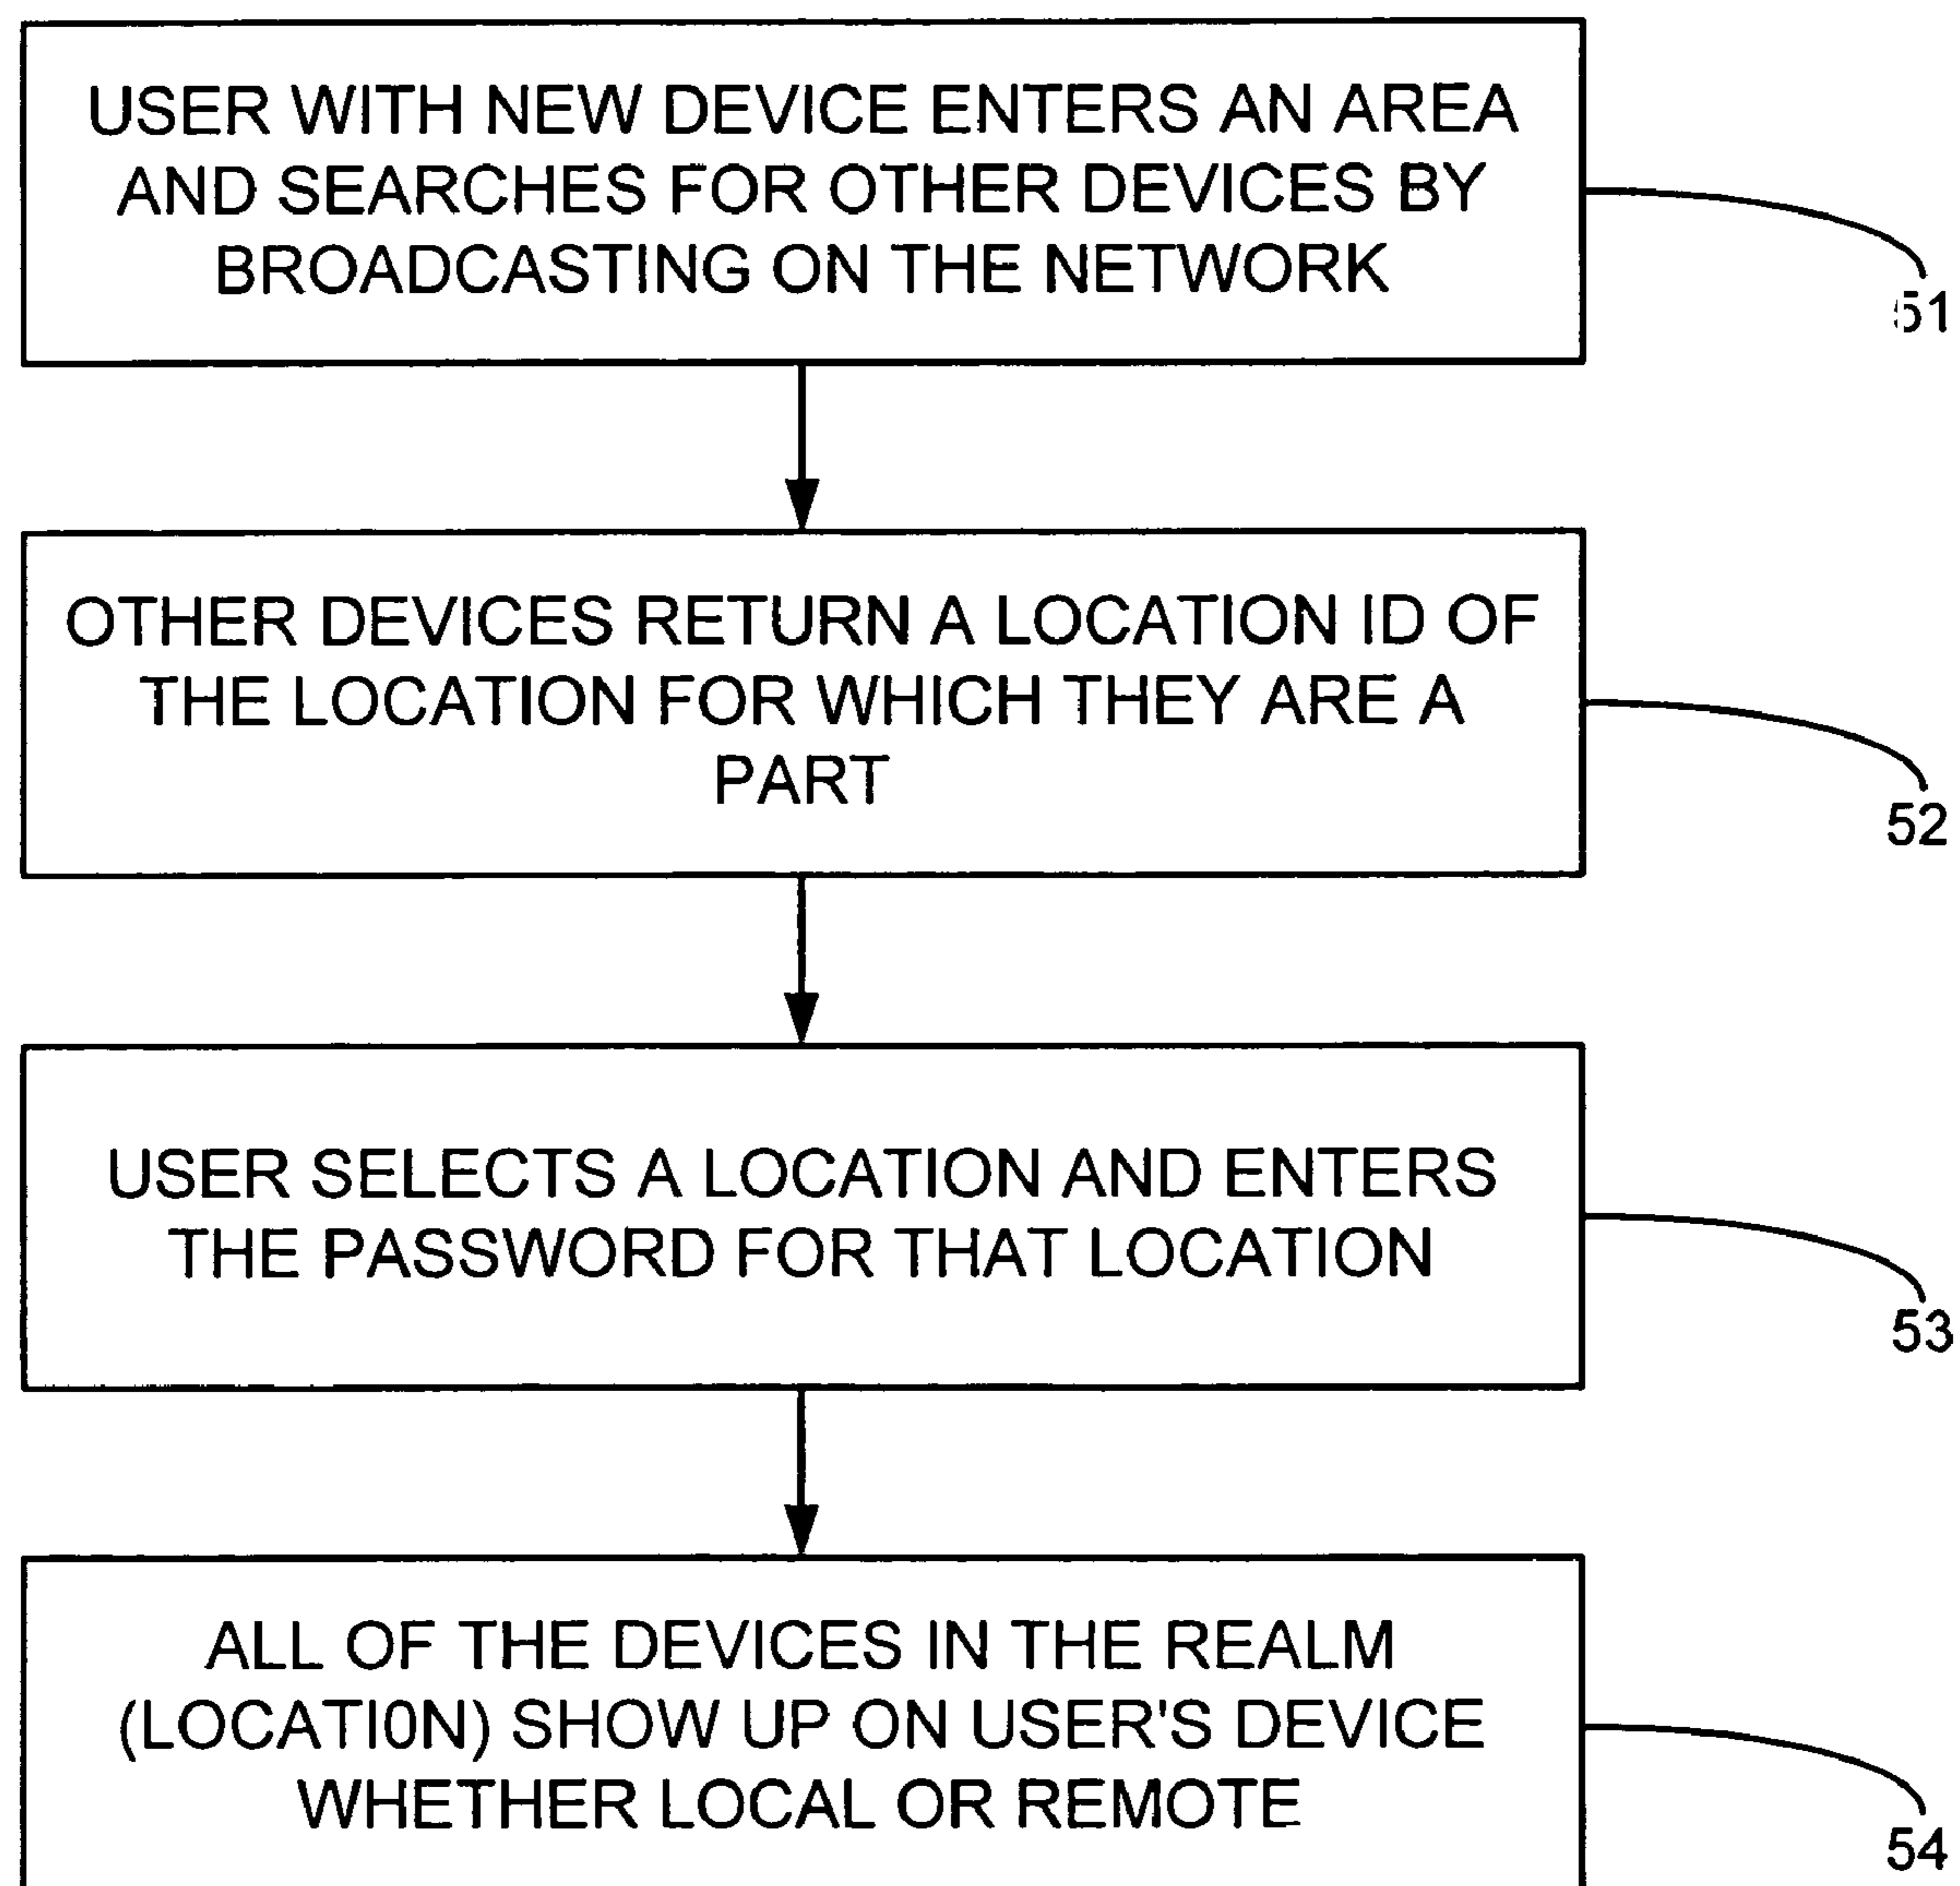 USER WITH NEW DEVICE ENTERS AN AREA
AND SEARCHES FOR OTHER DEVICES BY
BROADCASTING ON THE NETWORK
51
OTHER DEVICES RETURN A LOCATION ID OF
THE LOCATION FOR WHICH THEY ARE A
PART
52
USER SELECTS A LOCATION AND ENTERS
THE PASSWORD FOR THAT LOCATION
53
ALL OF THE DEVICES IN THE REALM
(LOCATION) SHOW UP ON USER'S DEVICE
WHETHER LOCAL OR REMOTE
54